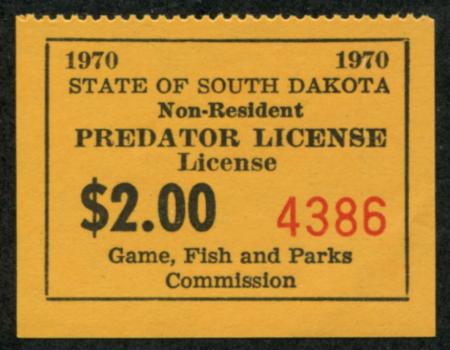 1970 1970
STATE OF SOUTH DAKOTA
Non-Resident
PREDATOR LICENSE
License
$2.00 4386
Game, Fish and Parks
Commission